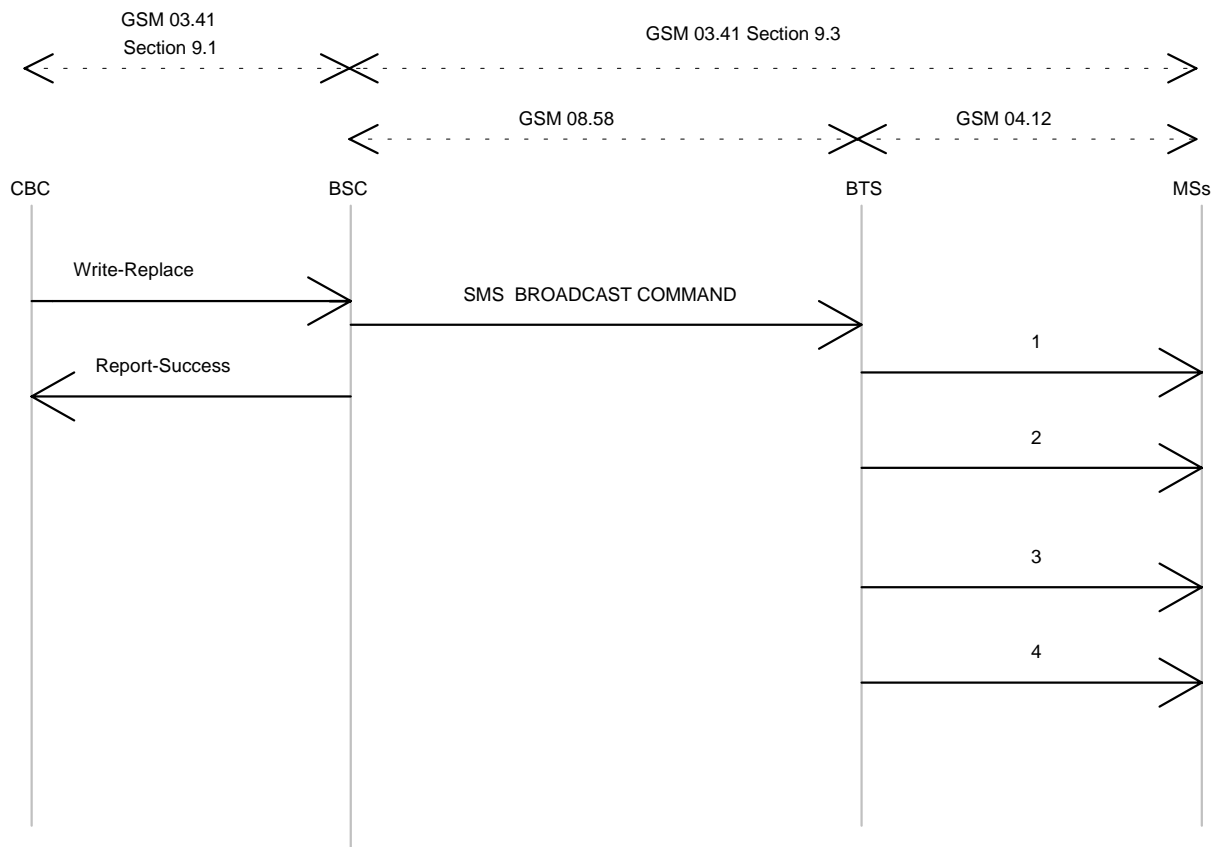 GSM 03.41
Section 9.1
GSM 03.41 Section 9.3
GSM 08.58
GSM 04.12
CBC
BSC
BTS
MSs
Write-Replace
SMS BROADCAST COMMAND
1
Report-Success
2
3
4